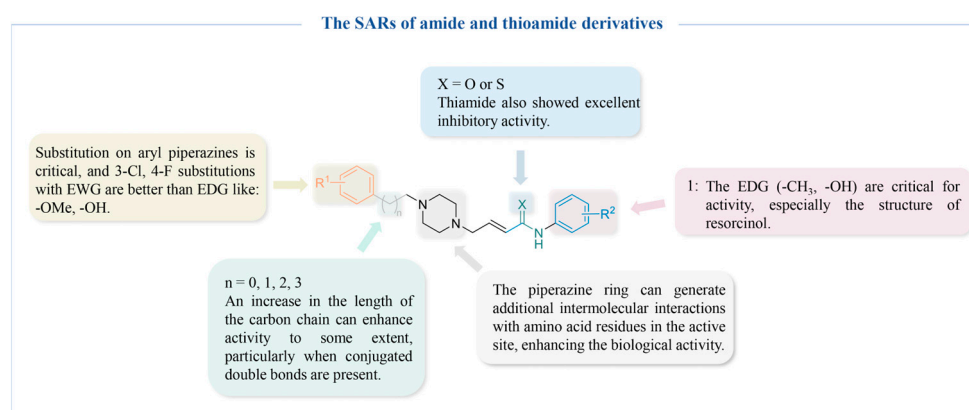 The SARs of amide and thioamide derivatives
X = O or S
Thiamide also showed excellent
inhibitory activity.
Substitution on aryl piperazines is
critical, and 3-Cl, 4-F substitutions
with EWG are better than EDG like:
-OMe, -OH.
R¹
n
N
N
X
N
H
R²
1: The EDG (-CH₃, -OH) are critical for
activity, especially the structure of
resorcinol.
n = 0, 1, 2, 3
An increase in the length of
the carbon chain can enhance
activity to some extent,
particularly when conjugated
double bonds are present.
The piperazine ring can generate
additional intermolecular interactions
with amino acid residues in the active
site, enhancing the biological activity.